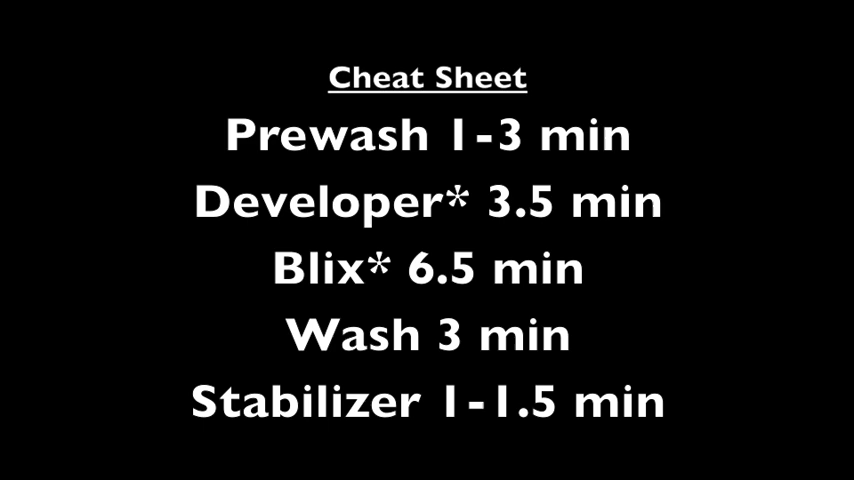 Cheat Sheet
Prewash 1-3 min
Developer* 3.5 min
Blix* 6.5 min
Wash 3 min
Stabilizer 1-1.5 min